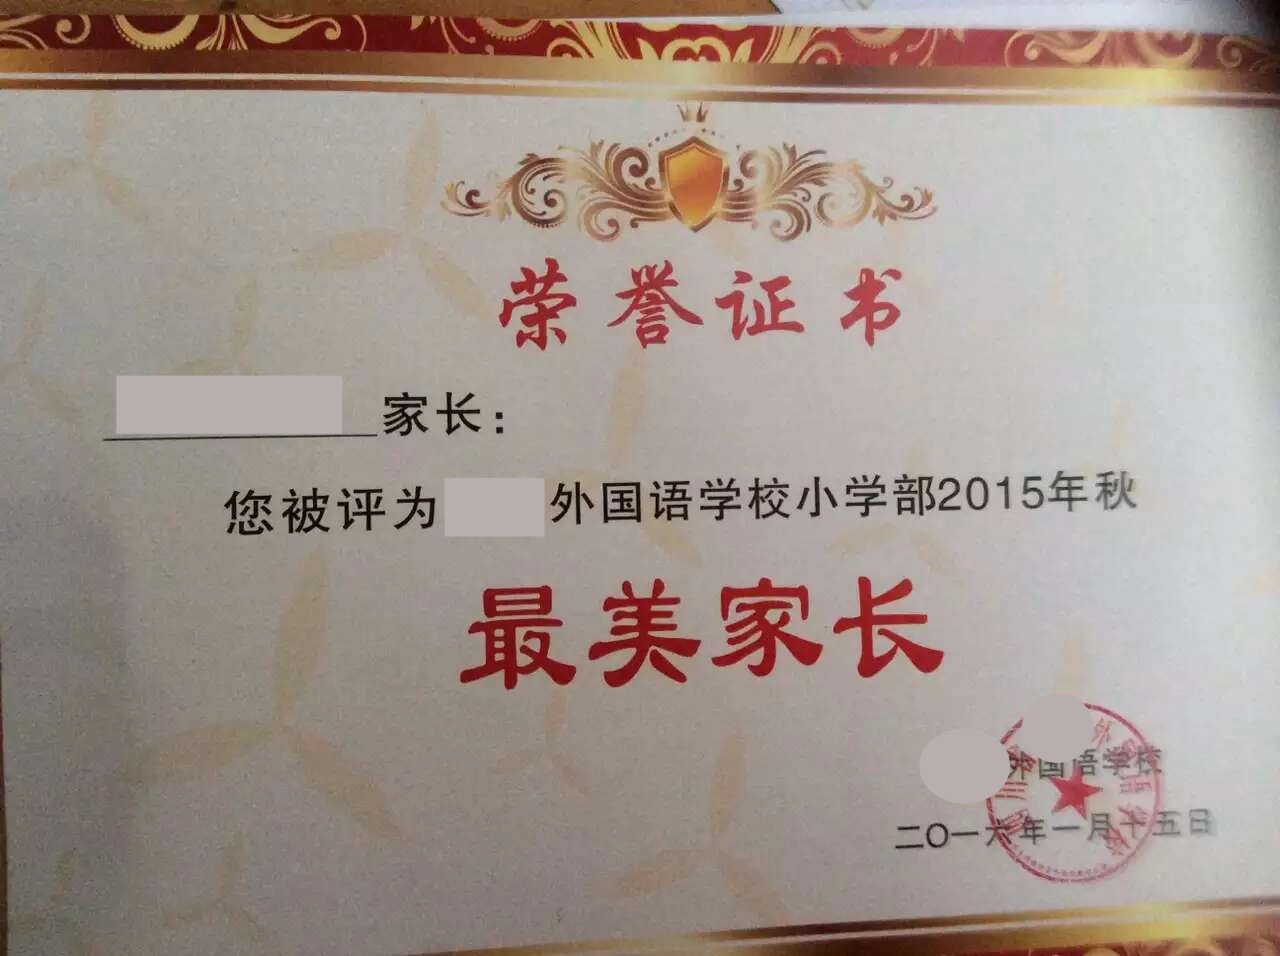 荣誉证书
家长：
您被评为 外国语学校小学部2015年秋
最美家长
外国语学校
二〇一六年一月十五日